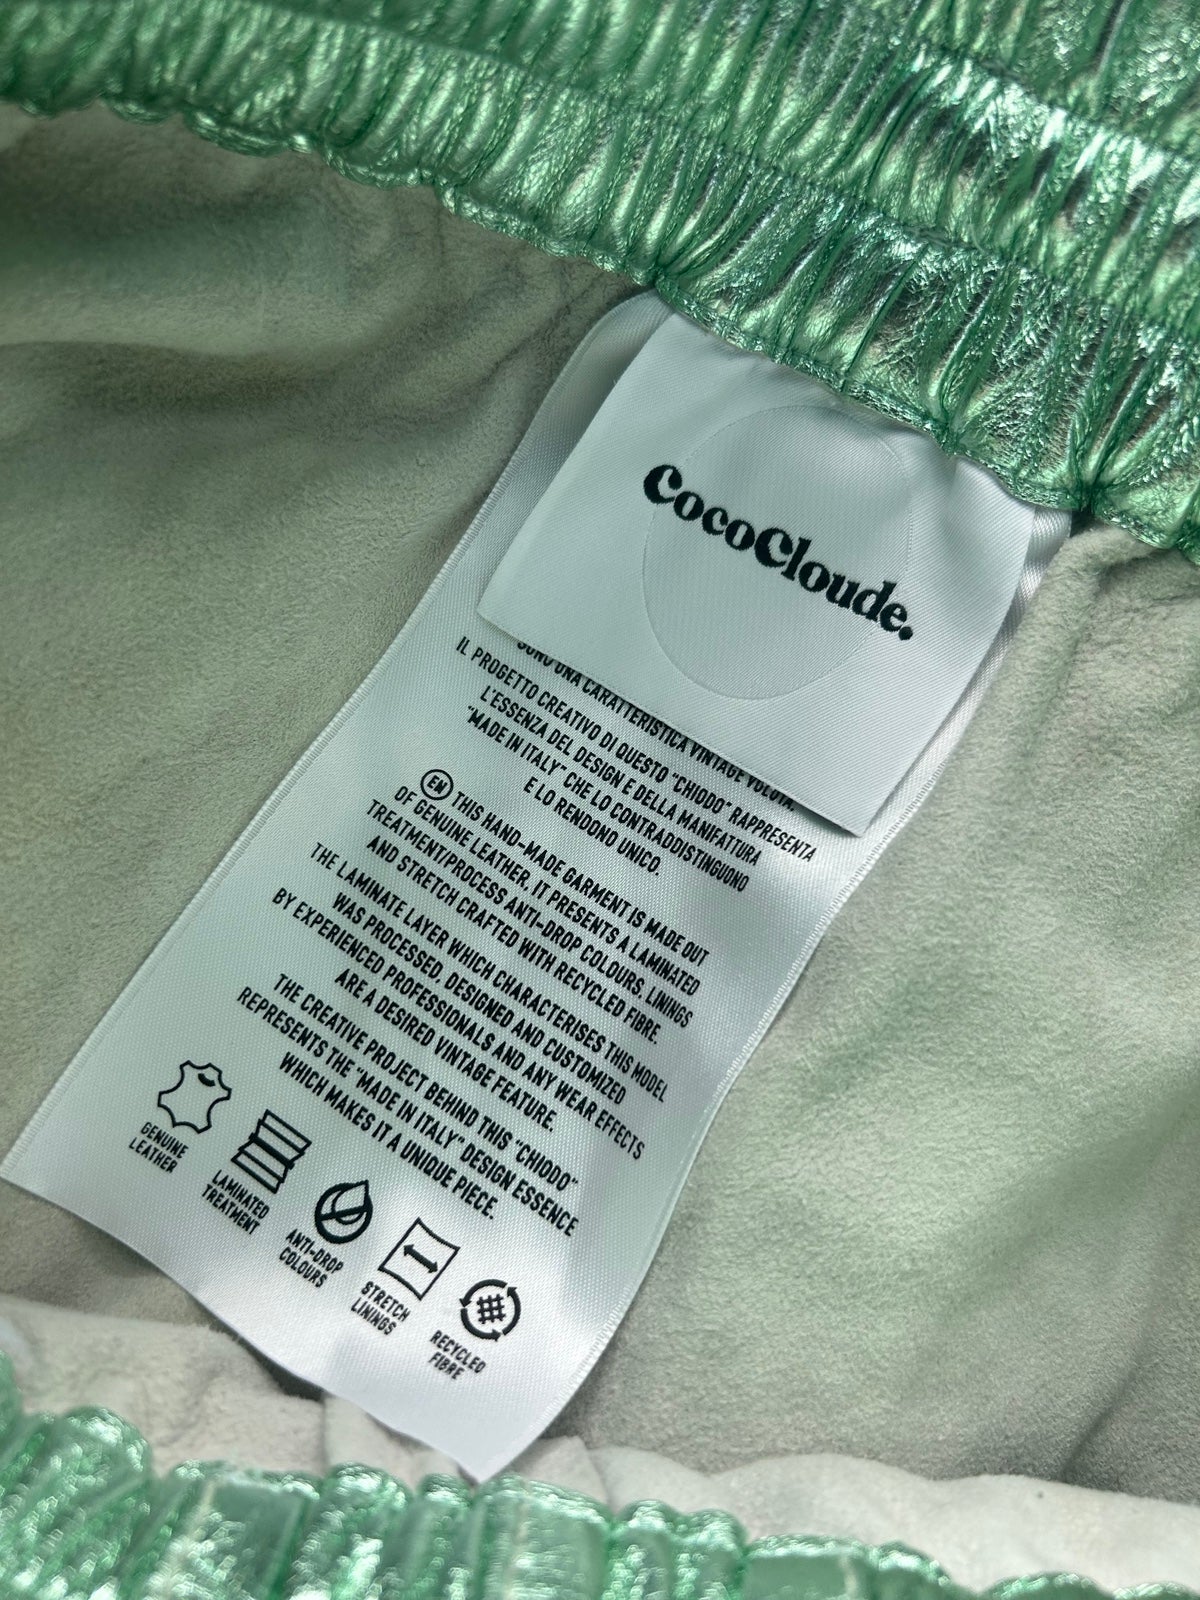 CocoCloude.
SONO UNA CARATTERISTICA VINTAGE VOLUTA.
IL PROGETTO CREATIVO DI QUESTO "CHIODO" RAPPRESENTA
L'ESSENZA DEL DESIGN E DELLA MANIFATTURA
"MADE IN ITALY" CHE LO CONTRADDISTINGUONO
E LO RENDONO UNICO.
EN THIS HAND-MADE GARMENT IS MADE OUT
OF GENUINE LEATHER, IT PRESENTS A LAMINATED
TREATMENT/PROCESS ANTI-DROP COLOURS, LININGS
AND STRETCH CRAFTED WITH RECYCLED FIBRE.
THE LAMINATE LAYER WHICH CHARACTERISES THIS MODEL
WAS PROCESSED, DESIGNED AND CUSTOMIZED
BY EXPERIENCED PROFESSIONALS AND ANY WEAR EFFECTS
ARE A DESIRED VINTAGE FEATURE.
THE CREATIVE PROJECT BEHIND THIS "CHIODO"
REPRESENTS THE "MADE IN ITALY" DESIGN ESSENCE
WHICH MAKES IT A UNIQUE PIECE.
GENUINE
LEATHER
LAMINATED
TREATMENT
ANTI-DROP
COLOURS
STRETCH
LININGS
RECYCLED
FIBRE